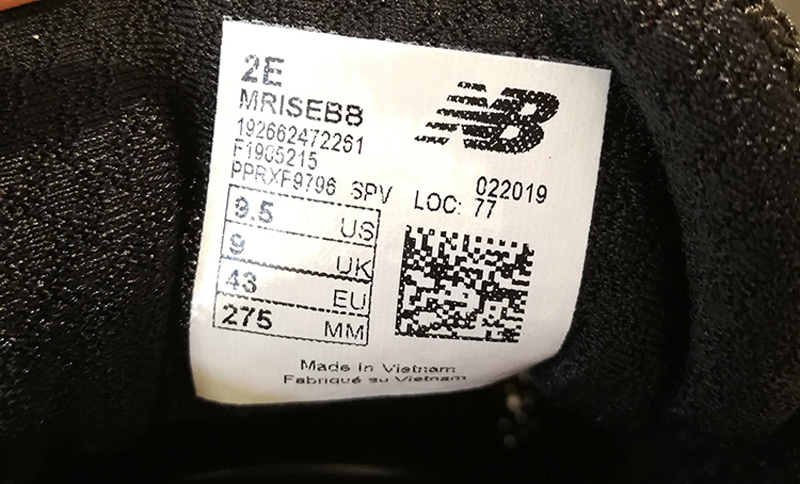 2E
MRISEBB
192662472261
F1905215
PPRXF9796 SPV
NB
022019
LOC: 77
9.5 US
9 UK
43 EU
275 MM
Made in Vietnam
Fabriqué au Vietnam